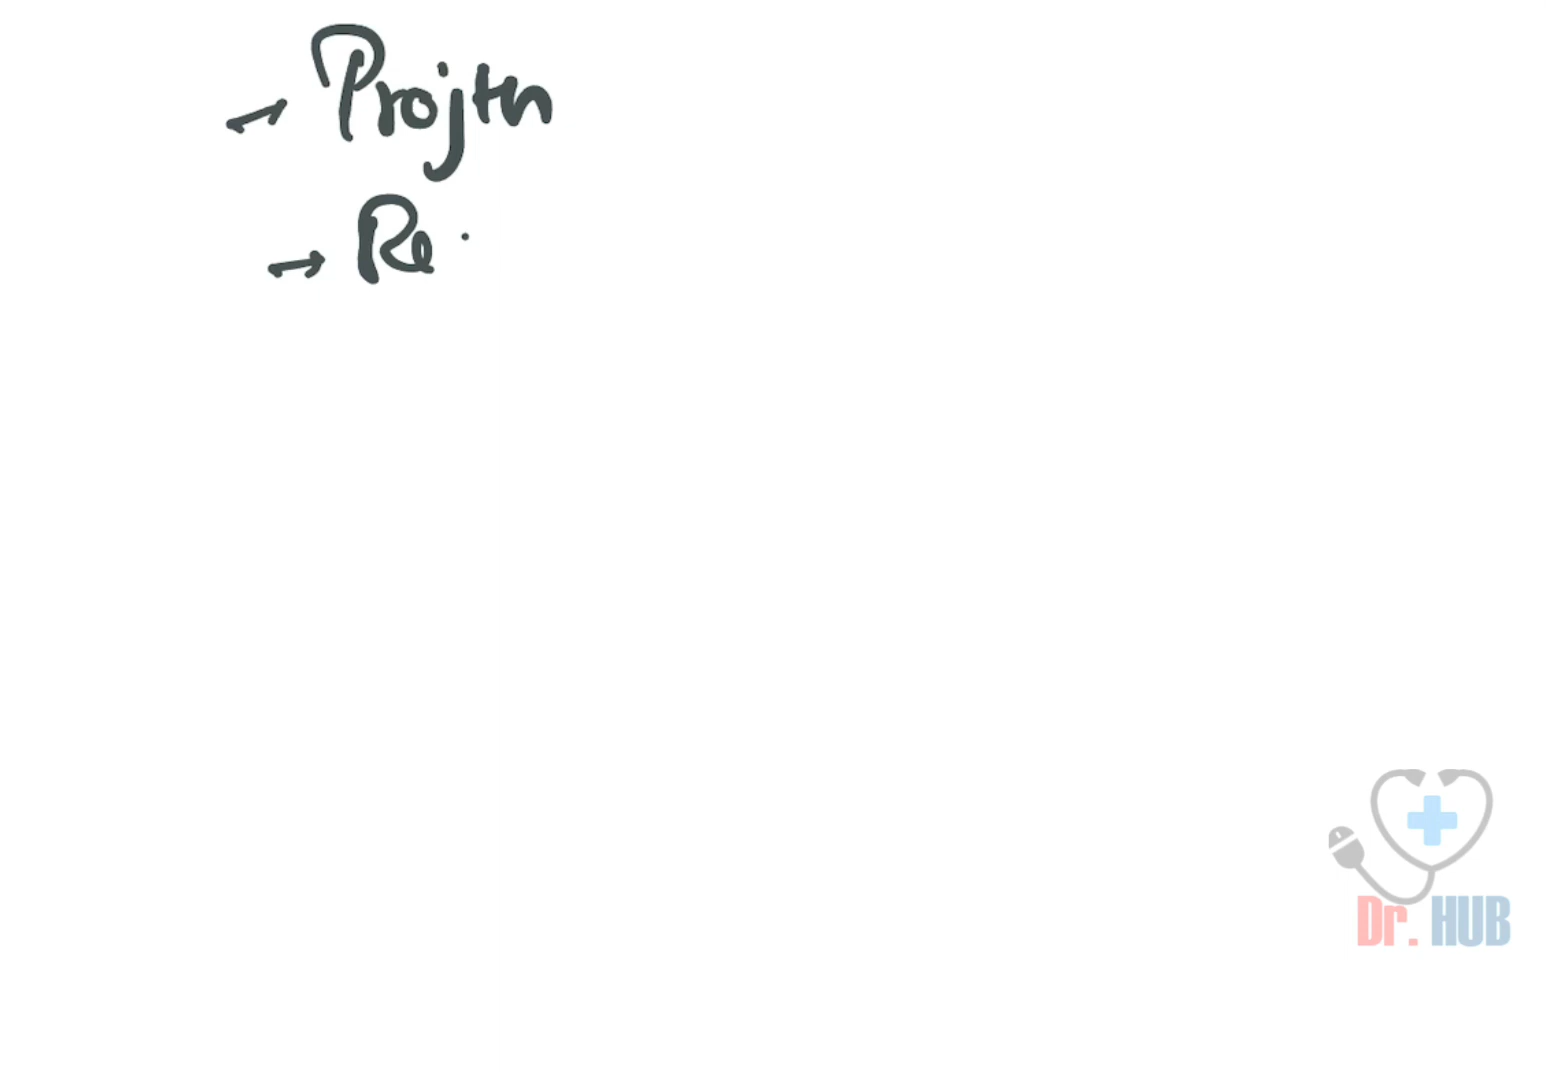 → Projtn
→ Re
Dr. HUB